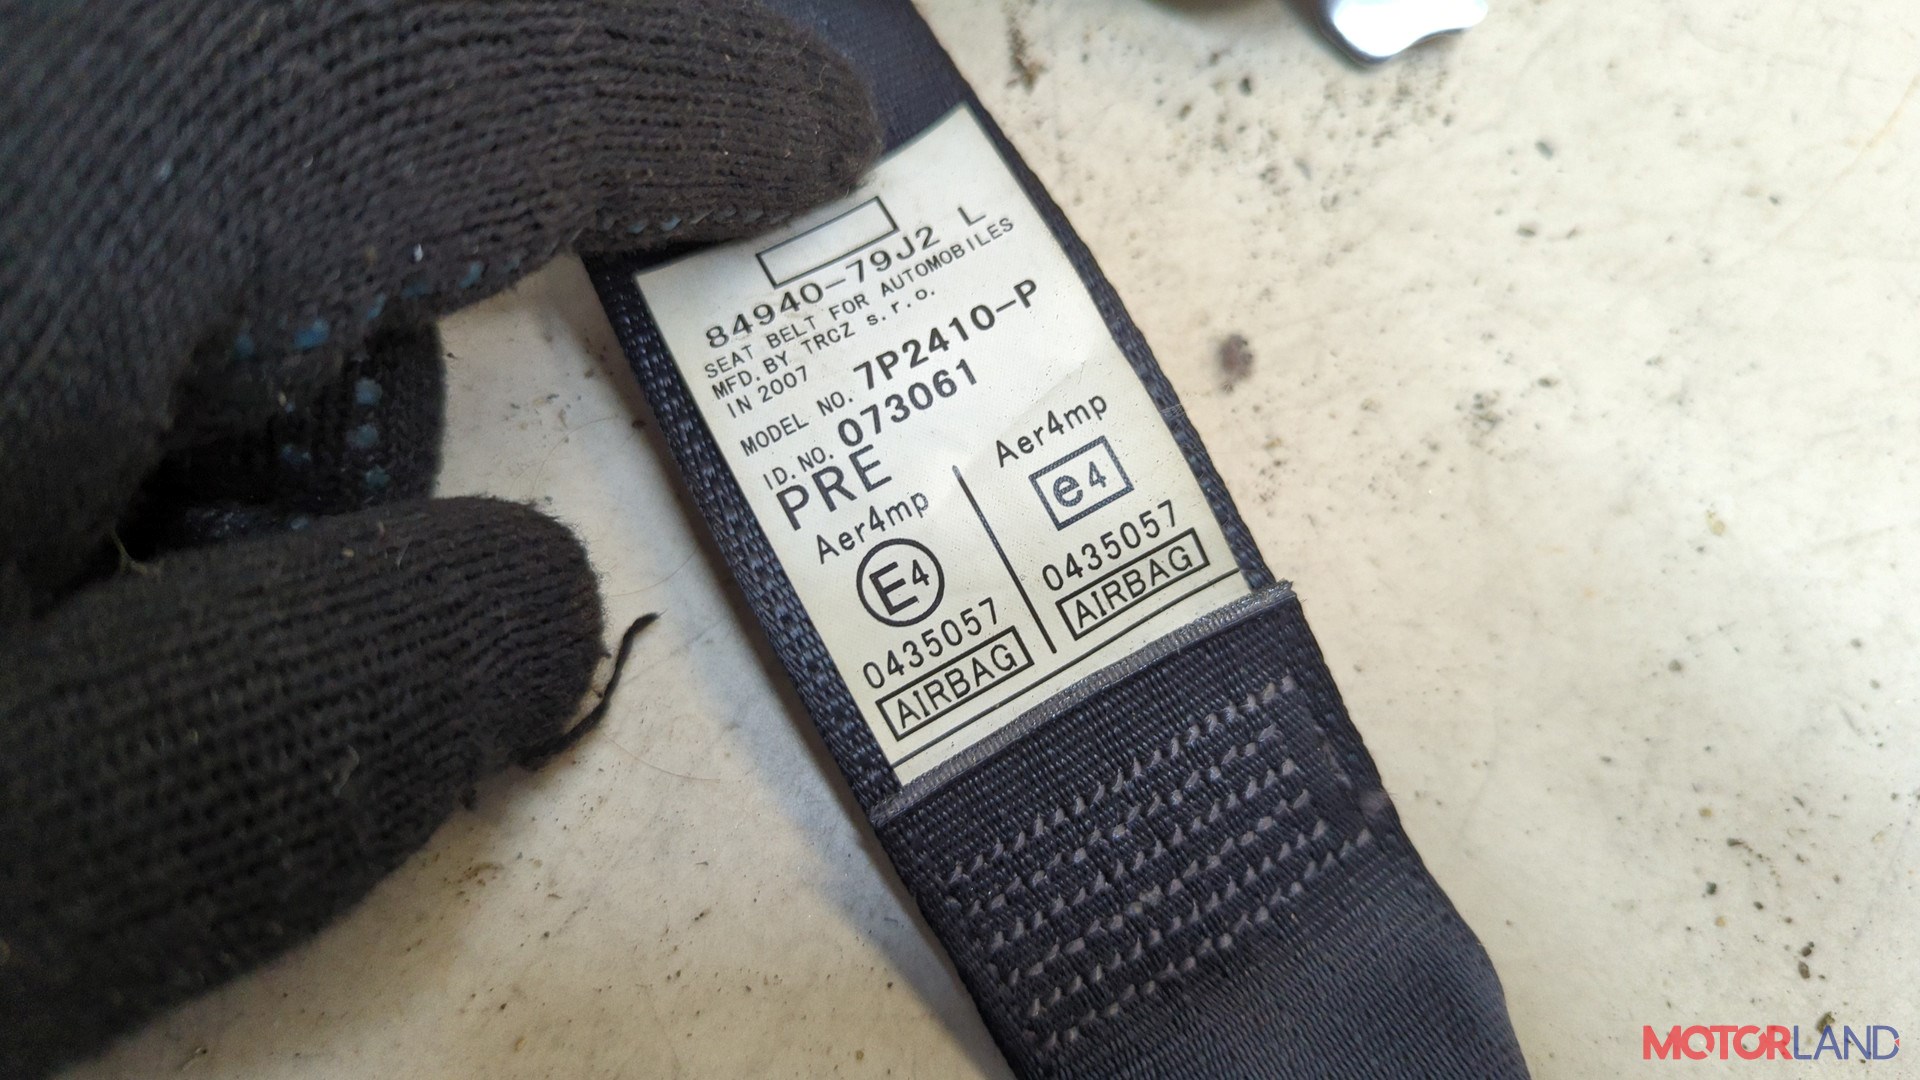 84940-79J2 L
SEAT BELT FOR AUTOMOBILES
MFD. BY TRCZ s.r.o.
IN 2007
MODEL NO. 7P2410-P
ID. NO. 073061
PRE
Aer4mp
E4
0435057
AIRBAG
Aer4mp
e4
0435057
AIRBAG
MOTORLAND